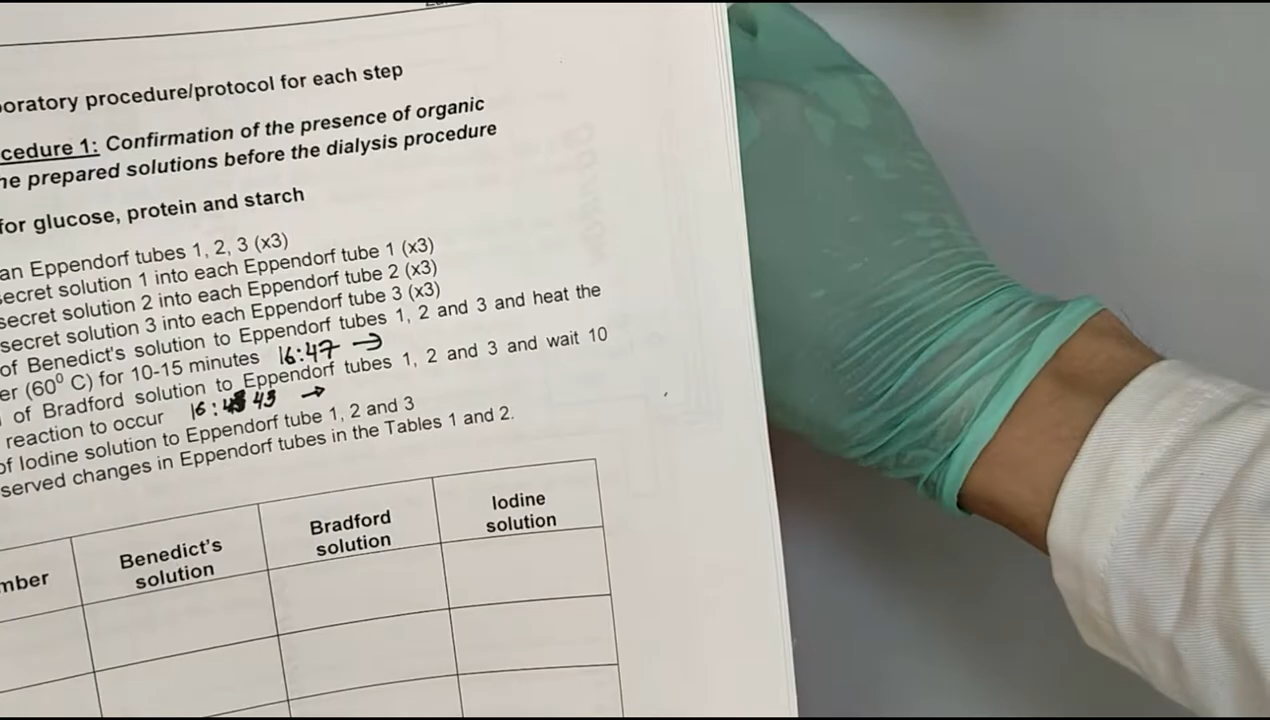 oratory procedure/protocol for each step
cedure 1: Confirmation of the presence of organic
he prepared solutions before the dialysis procedure
for glucose, protein and starch
an Eppendorf tubes 1, 2, 3 (x3)
secret solution 1 into each Eppendorf tube 1 (x3)
secret solution 2 into each Eppendorf tube 2 (x3)
secret solution 3 into each Eppendorf tube 3 (x3)
of Benedict's solution to Eppendorf tubes 1, 2 and 3 and heat the
er (60⁰ C) for 10-15 minutes 16:47 →
of Bradford solution to Eppendorf tubes 1, 2 and 3 and wait 10
reaction to occur 16: 43 →
of Iodine solution to Eppendorf tube 1, 2 and 3
served changes in Eppendorf tubes in the Tables 1 and 2.
mber
Benedict's
solution
Bradford
solution
Iodine
solution